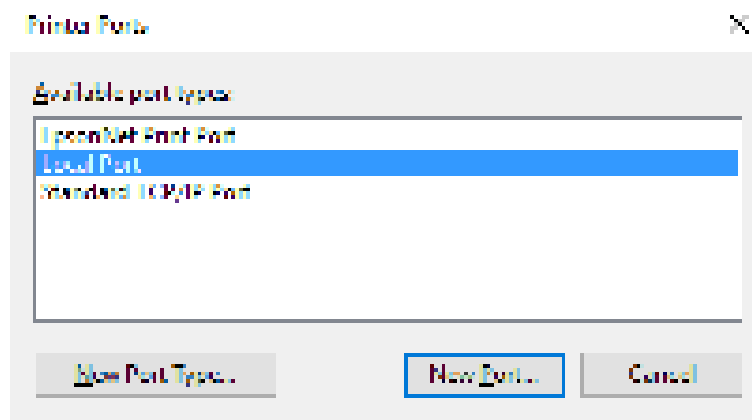 Printer Ports
Available port types:
EpsonNet Print Port
Local Port
Standard TCP/IP Port
New Port Type...
New Port...
Cancel